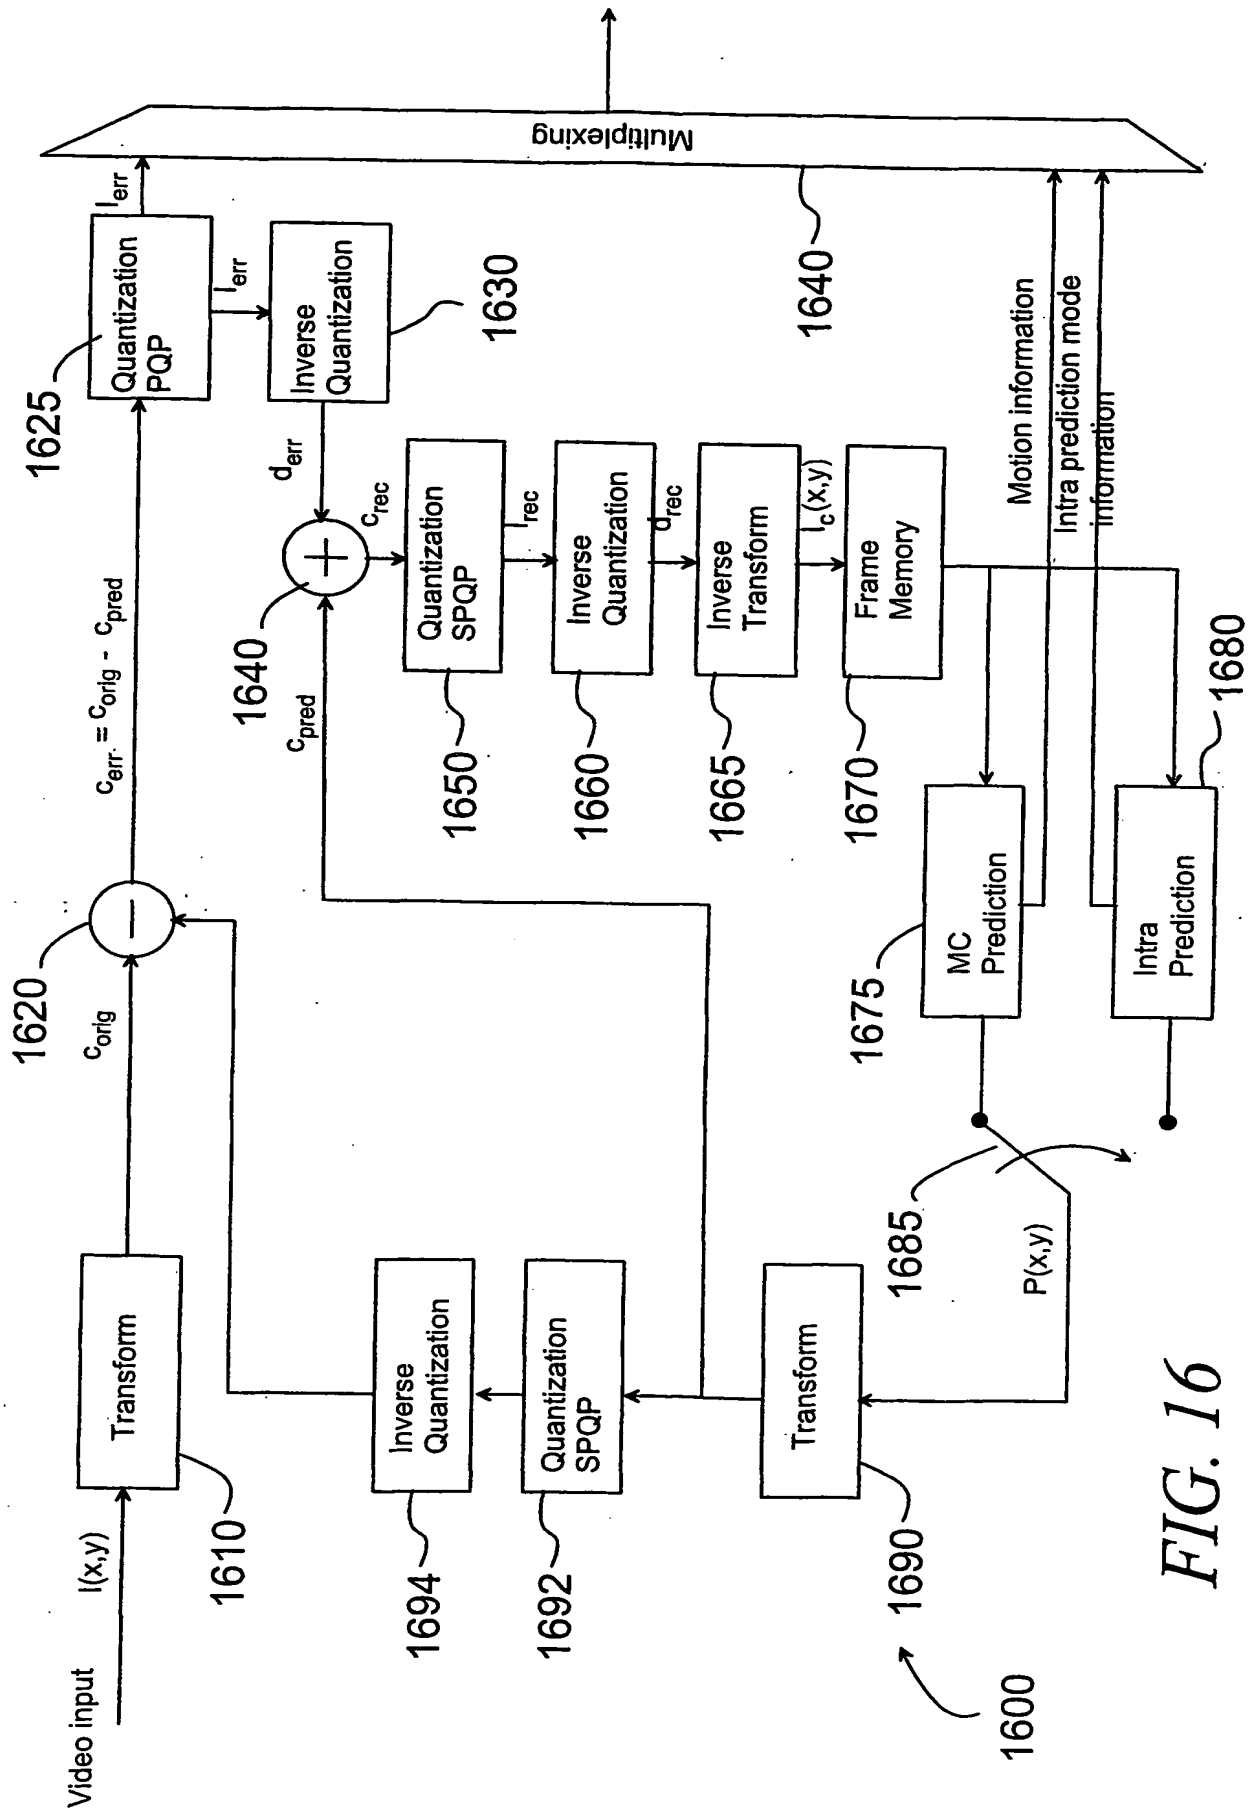 Video input
I(x,y)
Transform
1610
c_orig
1620
−
c_err = c_orig - c_pred
1625
Quantization
PQP
l_err
l_err
Inverse
Quantization
1630
d_err
1640
+
c_pred
c_rec
Quantization
SPQP
1650
l_rec
Inverse
Quantization
1660
d_rec
Inverse
Transform
1665
I_c(x,y)
Frame
Memory
1670
Multiplexing
1640
Motion information
Intra prediction mode
information
MC
Prediction
1675
Intra
Prediction
1680
1685
P(x,y)
Transform
1690
Quantization
SPQP
1692
Inverse
Quantization
1694
1600
FIG. 16